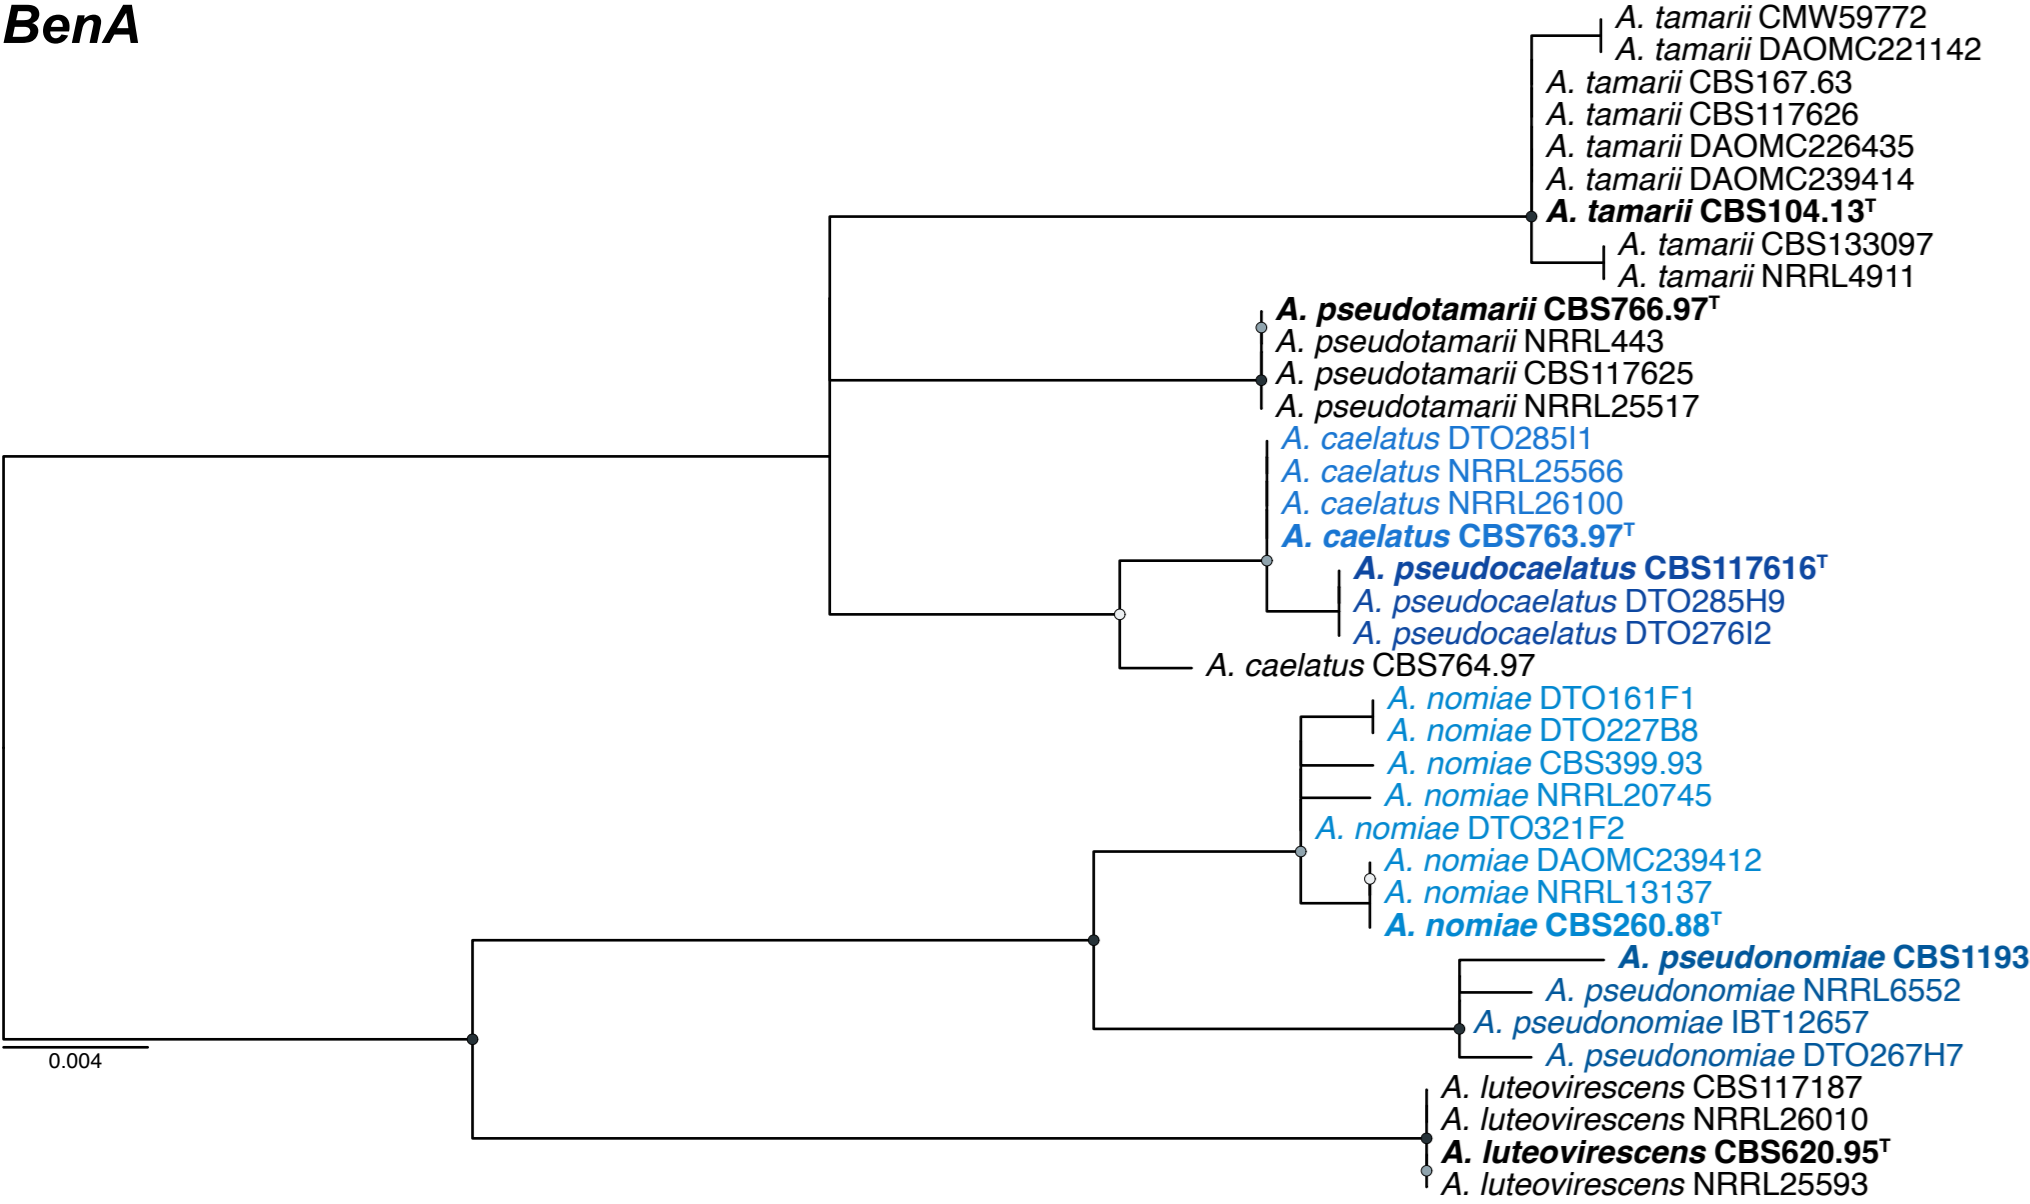 BenA
A. tamarii CMW59772
A. tamarii DAOMC221142
A. tamarii CBS167.63
A. tamarii CBS117626
A. tamarii DAOMC226435
A. tamarii DAOMC239414
A. tamarii CBS104.13ᵀ
A. tamarii CBS133097
A. tamarii NRRL4911
A. pseudotamarii CBS766.97ᵀ
A. pseudotamarii NRRL443
A. pseudotamarii CBS117625
A. pseudotamarii NRRL25517
A. caelatus DTO285I1
A. caelatus NRRL25566
A. caelatus NRRL26100
A. caelatus CBS763.97ᵀ
A. pseudocaelatus CBS117616ᵀ
A. pseudocaelatus DTO285H9
A. pseudocaelatus DTO276I2
A. caelatus CBS764.97
A. nomiae DTO161F1
A. nomiae DTO227B8
A. nomiae CBS399.93
A. nomiae NRRL20745
A. nomiae DTO321F2
A. nomiae DAOMC239412
A. nomiae NRRL13137
A. nomiae CBS260.88ᵀ
A. pseudonomiae CBS1193
A. pseudonomiae NRRL6552
A. pseudonomiae IBT12657
A. pseudonomiae DTO267H7
0.004
A. luteovirescens CBS117187
A. luteovirescens NRRL26010
A. luteovirescens CBS620.95ᵀ
A. luteovirescens NRRL25593